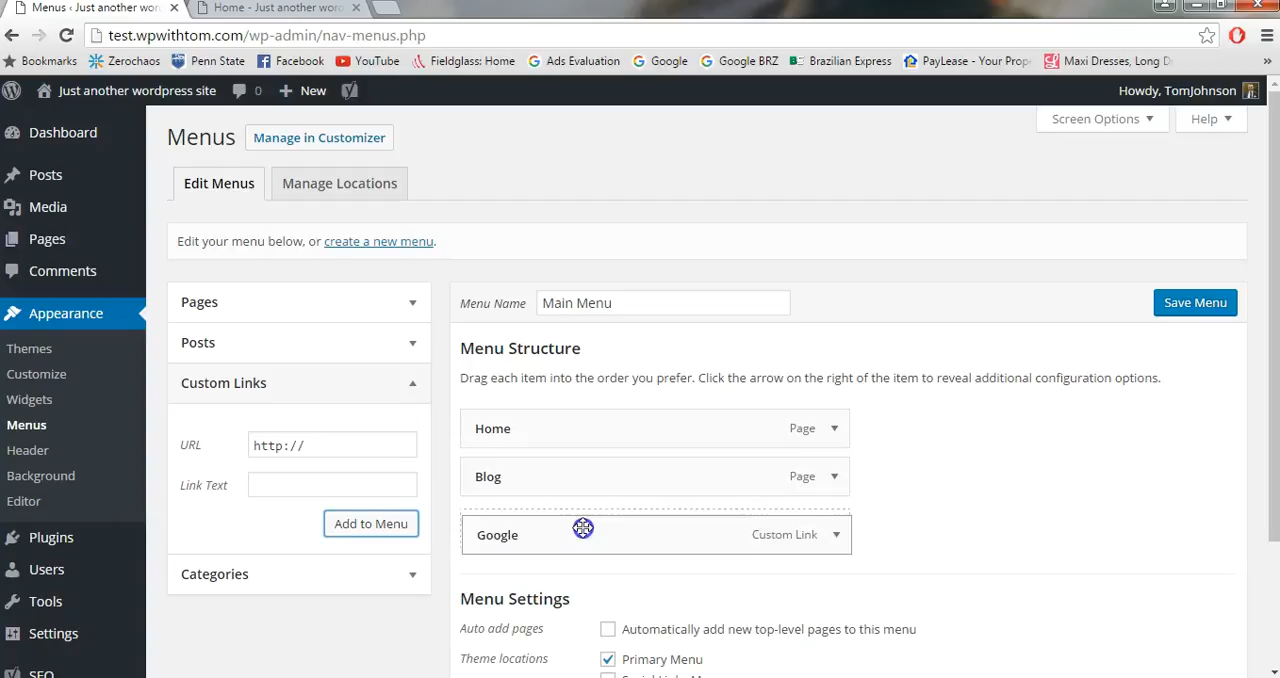 Menus ‹ Just another wor
Home - Just another wor
test.wpwithtom.com/wp-admin/nav-menus.php
Bookmarks Zerochaos Penn State Facebook YouTube Fieldglass: Home Ads Evaluation Google Google BRZ Brazilian Express PayLease - Your Prop Maxi Dresses, Long D »
Just another wordpress site 0 New Howdy, TomJohnson
Screen Options Help
Dashboard
Posts
Media
Pages
Comments
Appearance
Themes
Customize
Widgets
Menus
Header
Background
Editor
Plugins
Users
Tools
Settings
SEO
Menus Manage in Customizer
Edit Menus Manage Locations
Edit your menu below, or create a new menu.
Pages
Posts
Custom Links
URL http://
Link Text
Add to Menu
Categories
Menu Name Main Menu Save Menu
Menu Structure
Drag each item into the order you prefer. Click the arrow on the right of the item to reveal additional configuration options.
Home Page
Blog Page
Google Custom Link
Menu Settings
Auto add pages Automatically add new top-level pages to this menu
Theme locations Primary Menu